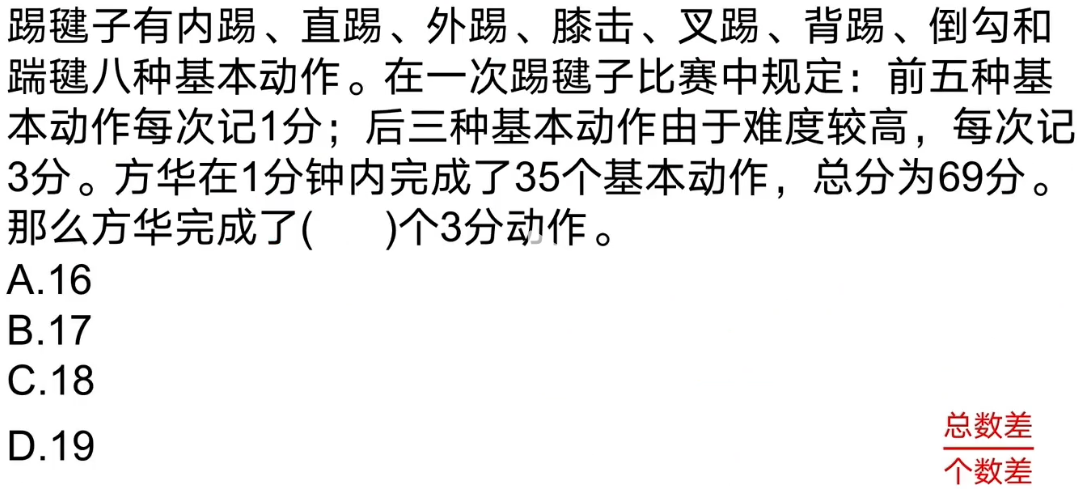 踢毽子有内踢、直踢、外踢、膝击、叉踢、背踢、倒勾和
踹毽八种基本动作。在一次踢毽子比赛中规定：前五种基
本动作每次记1分；后三种基本动作由于难度较高，每次记
3分。方华在1分钟内完成了35个基本动作，总分为69分。
那么方华完成了(　　)个3分动作。
A.16
B.17
C.18
D.19
总数差
个数差